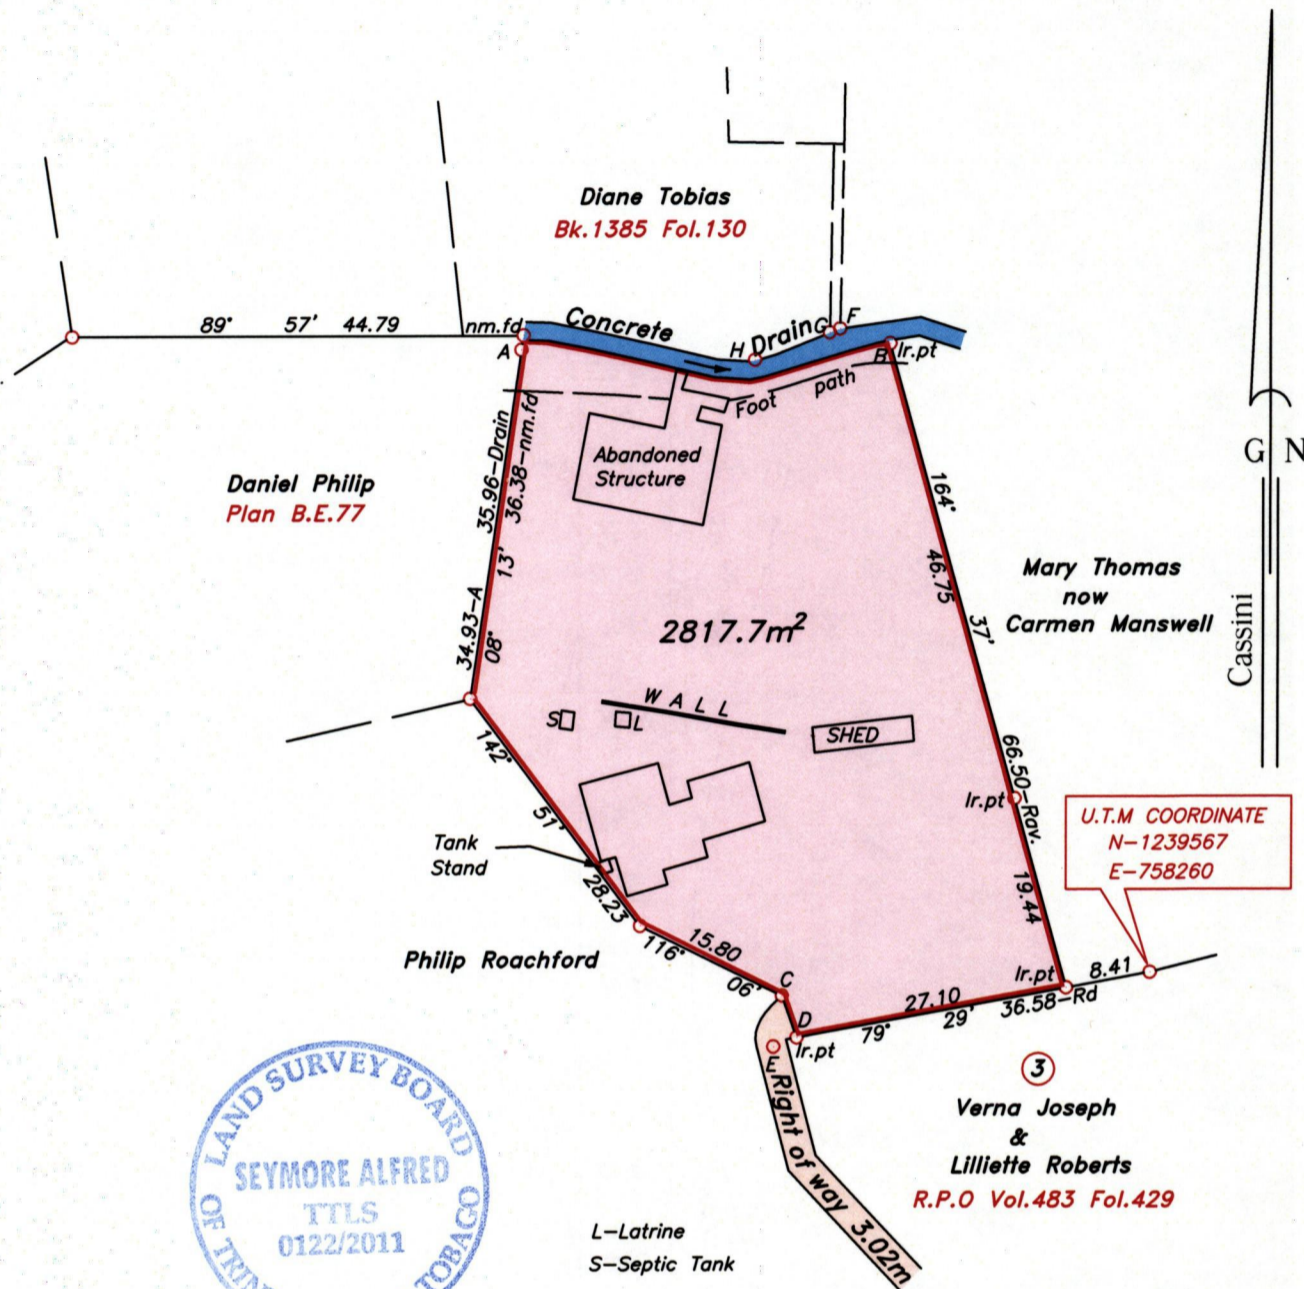 Diane Tobias
Bk.1385 Fol.130
89° 57' 44.79
nm.fd
Concrete
Drain
H
G
F
A
B
Ir.pt
Foot path
Abandoned
Structure
35.96-Drain
36.38-nm.fd
Daniel Philip
Plan B.E.77
13'
34.93-A
08°
164°
46.75
37'
G N
Cassini
Mary Thomas
now
Carmen Manswell
2817.7m²
WALL
S
L
SHED
142°
51'
28.23
Tank
Stand
Ir.pt
66.50-Rav.
19.44
U.T.M COORDINATE
N-1239567
E-758260
Philip Roachford
15.80
116°
06'
C
D
Ir.pt
E
Ir.pt
8.41
27.10
79°
29'
36.58-Rd
3
Verna Joseph
&
Lilliette Roberts
R.P.O Vol.483 Fol.429
Right of way 3.02m
LAND SURVEY BOARD
SEYMORE ALFRED
TTLS
0122/2011
OF
TOBAGO
L-Latrine
S-Septic Tank